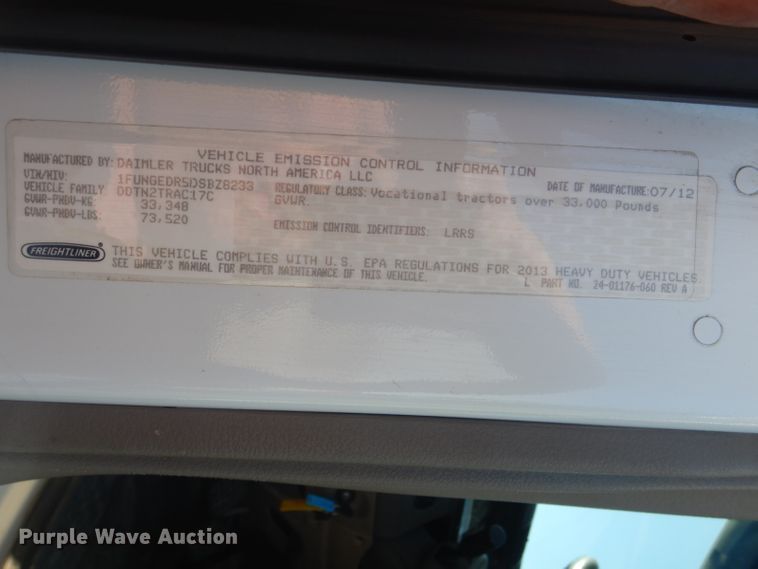 VEHICLE EMISSION CONTROL INFORMATION
MANUFACTURED BY: DAIMLER TRUCKS NORTH AMERICA LLC
DATE OF MANUFACTURE: 07/12
VIN/NIV: 1FUNGEDR5DSBZ8233
VEHICLE FAMILY: DDTN2TRAC17C
REGULATORY CLASS: Vocational tractors over 33,000 Pounds
GVWR.
GVWR-PNBV-KG: 33,348
GVWR-PNBV-LBS: 73,520
EMISSION CONTROL IDENTIFIERS: LRRS
FREIGHTLINER
THIS VEHICLE COMPLIES WITH U.S. EPA REGULATIONS FOR 2013 HEAVY DUTY VEHICLES.
SEE OWNER'S MANUAL FOR PROPER MAINTENANCE OF THIS VEHICLE.
L PART NO. 24-01176-060 REV A
Purple Wave Auction